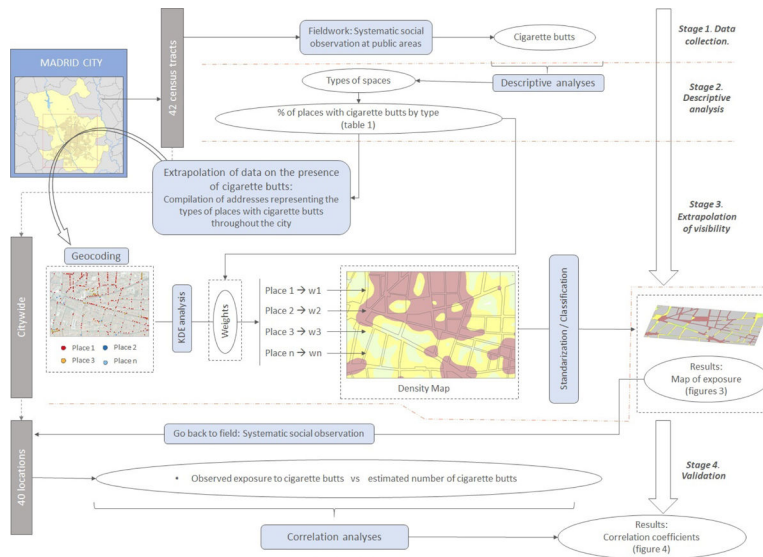 Fieldwork: Systematic social
observation at public areas
Cigarette butts
Stage 1. Data
collection.
MADRID CITY
42 census tracts
Types of spaces
Descriptive analyses
Stage 2.
Descriptive
analysis
% of places with cigarette butts by type
(table 1)
Extrapolation of data on the presence
of cigarette butts:
Compilation of addresses representing the
types of places with cigarette butts
throughout the city
Stage 3.
Extrapolation
of visibility
Citywide
Geocoding
Place 1
Place 2
Place 3
Place n
KDE analysis
Weights
Place 1 → w1
Place 2 → w2
Place 3 → w3
Place n → wn
Density Map
Standarization / Classification
Results:
Map of exposure
(figures 3)
Go back to field: Systematic social observation
40 locations
• Observed exposure to cigarette butts vs estimated number of cigarette butts
Stage 4.
Validation
Correlation analyses
Results:
Correlation coefficients
(figure 4)